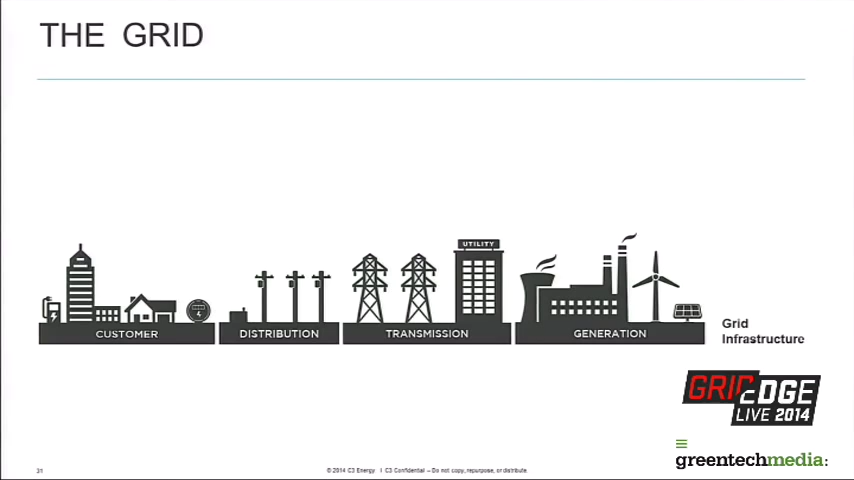 THE GRID
UTILITY
CUSTOMER
DISTRIBUTION
TRANSMISSION
GENERATION
Grid
Infrastructure
GRID EDGE
LIVE 2014
greentechmedia:
31
© 2014 C3 Energy | C3 Confidential – Do not copy, repurpose, or distribute.